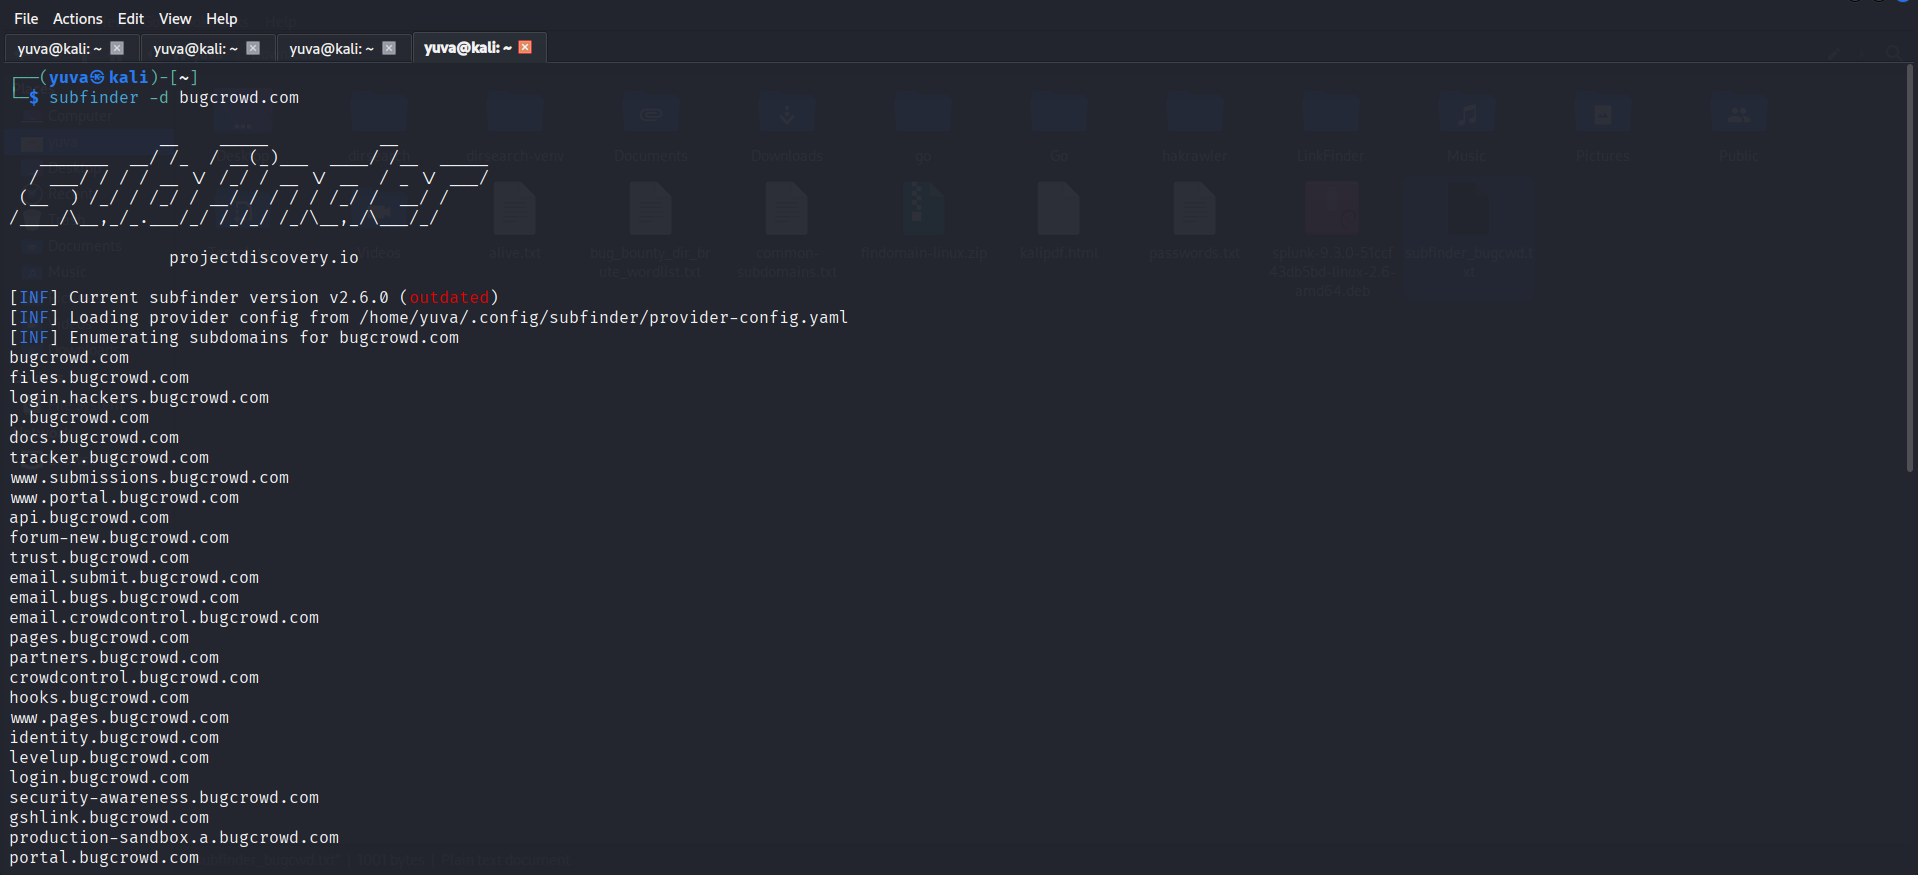 File Actions Edit View Help
yuva@kali: ~ yuva@kali: ~ yuva@kali: ~ yuva@kali: ~
(yuva㉿kali)-[~]
$ subfinder -d bugcrowd.com
subfinder
projectdiscovery.io
[INF] Current subfinder version v2.6.0 (outdated)
[INF] Loading provider config from /home/yuva/.config/subfinder/provider-config.yaml
[INF] Enumerating subdomains for bugcrowd.com
bugcrowd.com
files.bugcrowd.com
login.hackers.bugcrowd.com
p.bugcrowd.com
docs.bugcrowd.com
tracker.bugcrowd.com
www.submissions.bugcrowd.com
www.portal.bugcrowd.com
api.bugcrowd.com
forum-new.bugcrowd.com
trust.bugcrowd.com
email.submit.bugcrowd.com
email.bugs.bugcrowd.com
email.crowdcontrol.bugcrowd.com
pages.bugcrowd.com
partners.bugcrowd.com
crowdcontrol.bugcrowd.com
hooks.bugcrowd.com
www.pages.bugcrowd.com
identity.bugcrowd.com
levelup.bugcrowd.com
login.bugcrowd.com
security-awareness.bugcrowd.com
gshlink.bugcrowd.com
production-sandbox.a.bugcrowd.com
portal.bugcrowd.com